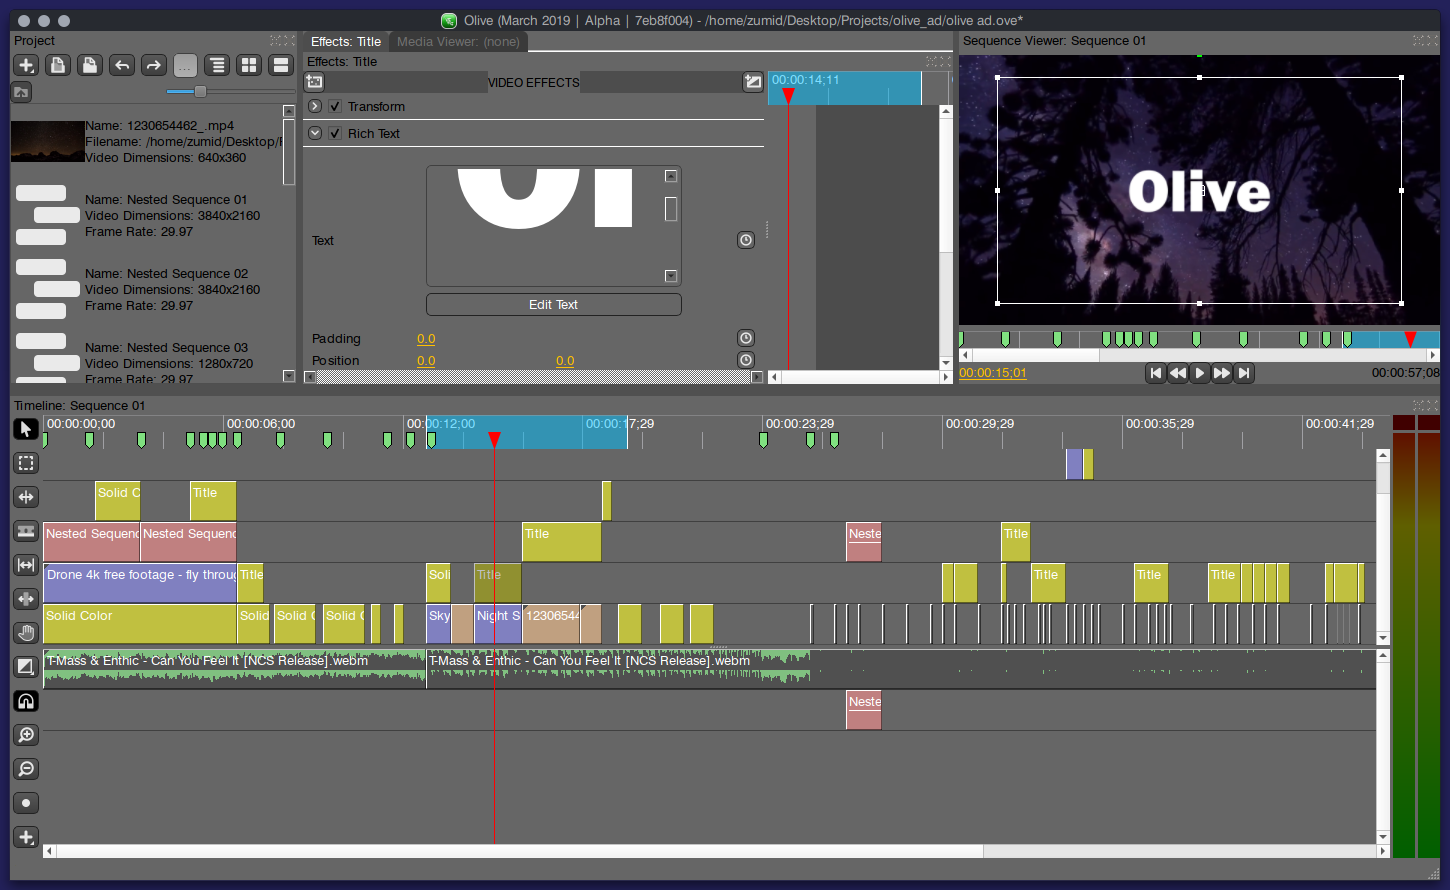 Olive (March 2019 | Alpha | 7eb8f004) - /home/zumid/Desktop/Projects/olive_ad/olive ad.ove*
Project
...
Name: 1230654462_.mp4
Filename: /home/zumid/Desktop/
Video Dimensions: 640x360
Name: Nested Sequence 01
Video Dimensions: 3840x2160
Frame Rate: 29.97
Name: Nested Sequence 02
Video Dimensions: 3840x2160
Frame Rate: 29.97
Name: Nested Sequence 03
Video Dimensions: 1280x720
Frame Rate: 29.97
Effects: Title
Media Viewer: (none)
Effects: Title
VIDEO EFFECTS
00:00:14;11
Transform
Rich Text
Text
Ol
Edit Text
Padding
0.0
Position
0.0 0.0
Sequence Viewer: Sequence 01
Olive
00:00:15;01
00:00:57;08
Timeline: Sequence 01
00:00:00;00 00:00:06;00 00:00:12;00 00:00:17;29 00:00:23;29 00:00:29;29 00:00:35;29 00:00:41;29
Solid C Title
Nested Sequenc Nested Sequenc Title Neste Title
Drone 4k free footage - fly throug Title Soli Title Title Title Title
Solid Color Solid Solid C Solid C Sky Night S 12306544
T-Mass & Enthic - Can You Feel It [NCS Release].webm T-Mass & Enthic - Can You Feel It [NCS Release].webm
Neste